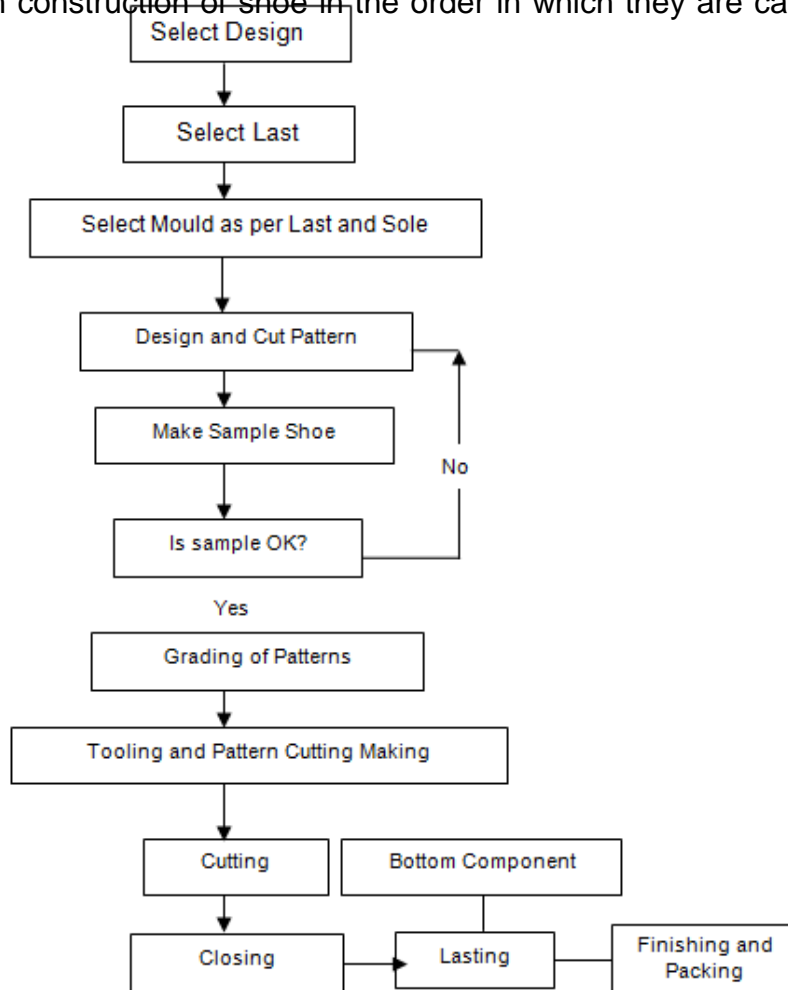 construction of shoe in the order in which they are ca
Select Design
Select Last
Select Mould as per Last and Sole
Design and Cut Pattern
Make Sample Shoe
No
Is sample OK?
Yes
Grading of Patterns
Tooling and Pattern Cutting Making
Cutting
Bottom Component
Closing
Lasting
Finishing and
Packing